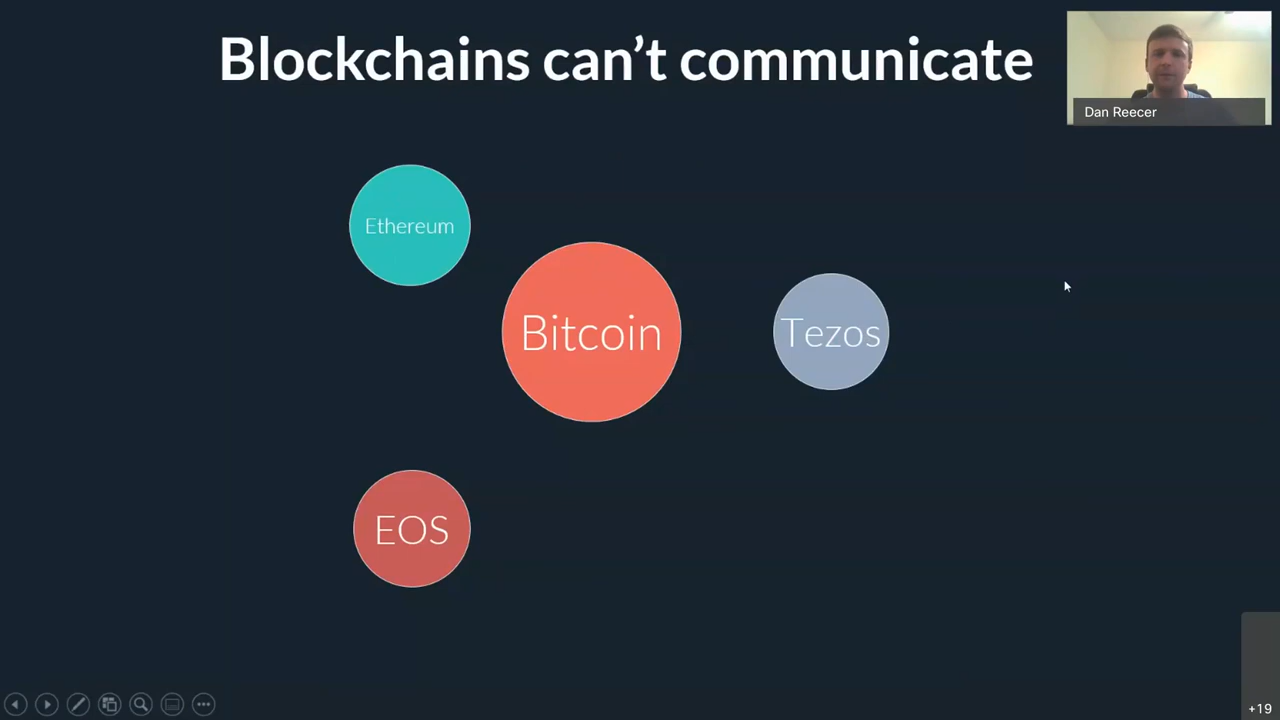 Blockchains can't communicate
Dan Reecer
Ethereum
Bitcoin
Tezos
EOS
+19